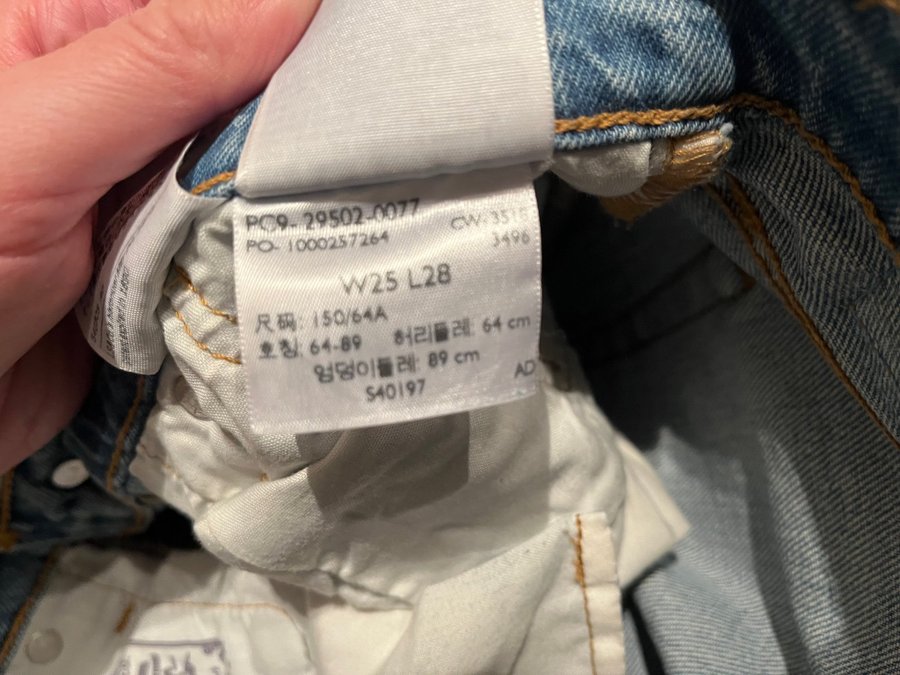 PC9- 29502-0077
PO- 1000257264
CW-3515
3496
W25 L28
尺码: 150/64A
호칭: 64-89 허리둘레: 64 cm
엉덩이둘레: 89 cm
S40197
AD